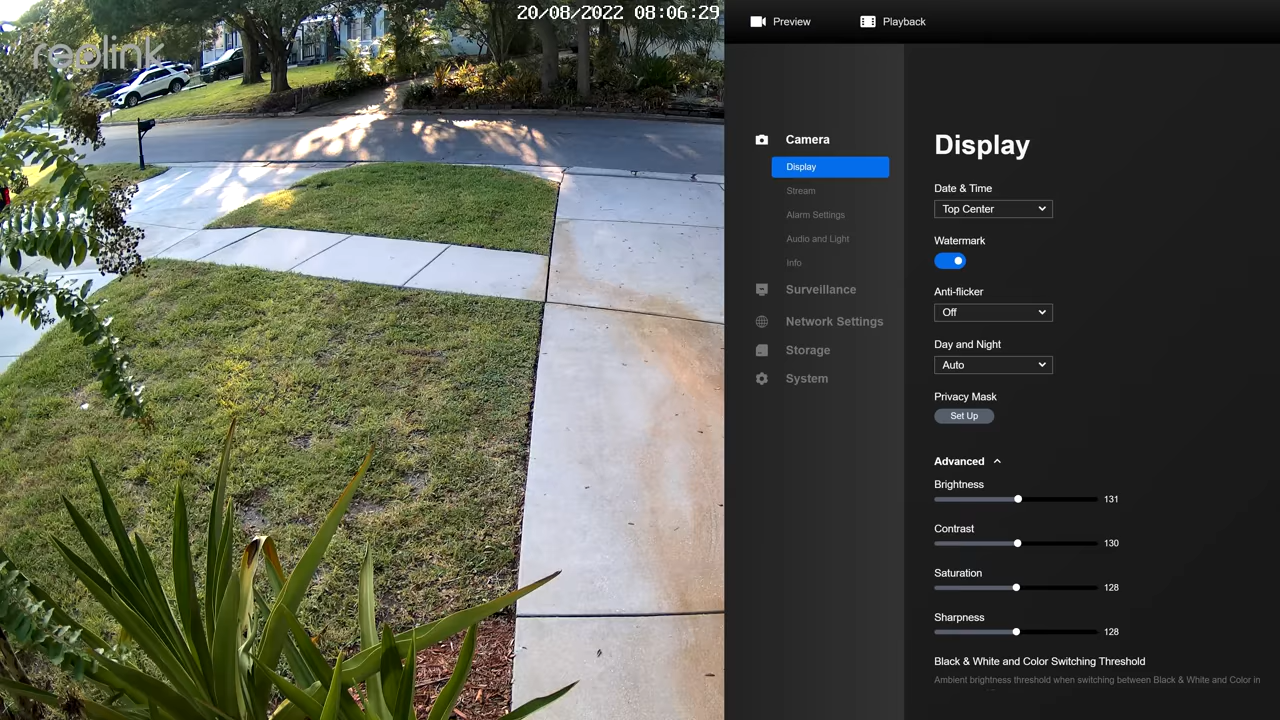 20/08/2022 08:06:29
reolink
Preview
Playback
Camera
Display
Stream
Alarm Settings
Audio and Light
Info
Surveillance
Network Settings
Storage
System
Display
Date & Time
Top Center
Watermark
Anti-flicker
Off
Day and Night
Auto
Privacy Mask
Set Up
Advanced
Brightness
131
Contrast
130
Saturation
128
Sharpness
128
Black & White and Color Switching Threshold
Ambient brightness threshold when switching between Black & White and Color in